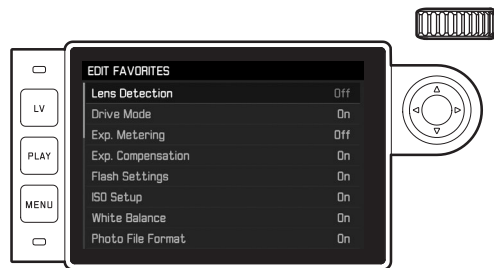 EDIT FAVORITES
Lens Detection Off
Drive Mode On
Exp. Metering Off
Exp. Compensation On
Flash Settings On
ISO Setup On
White Balance On
Photo File Format On
LV
PLAY
MENU